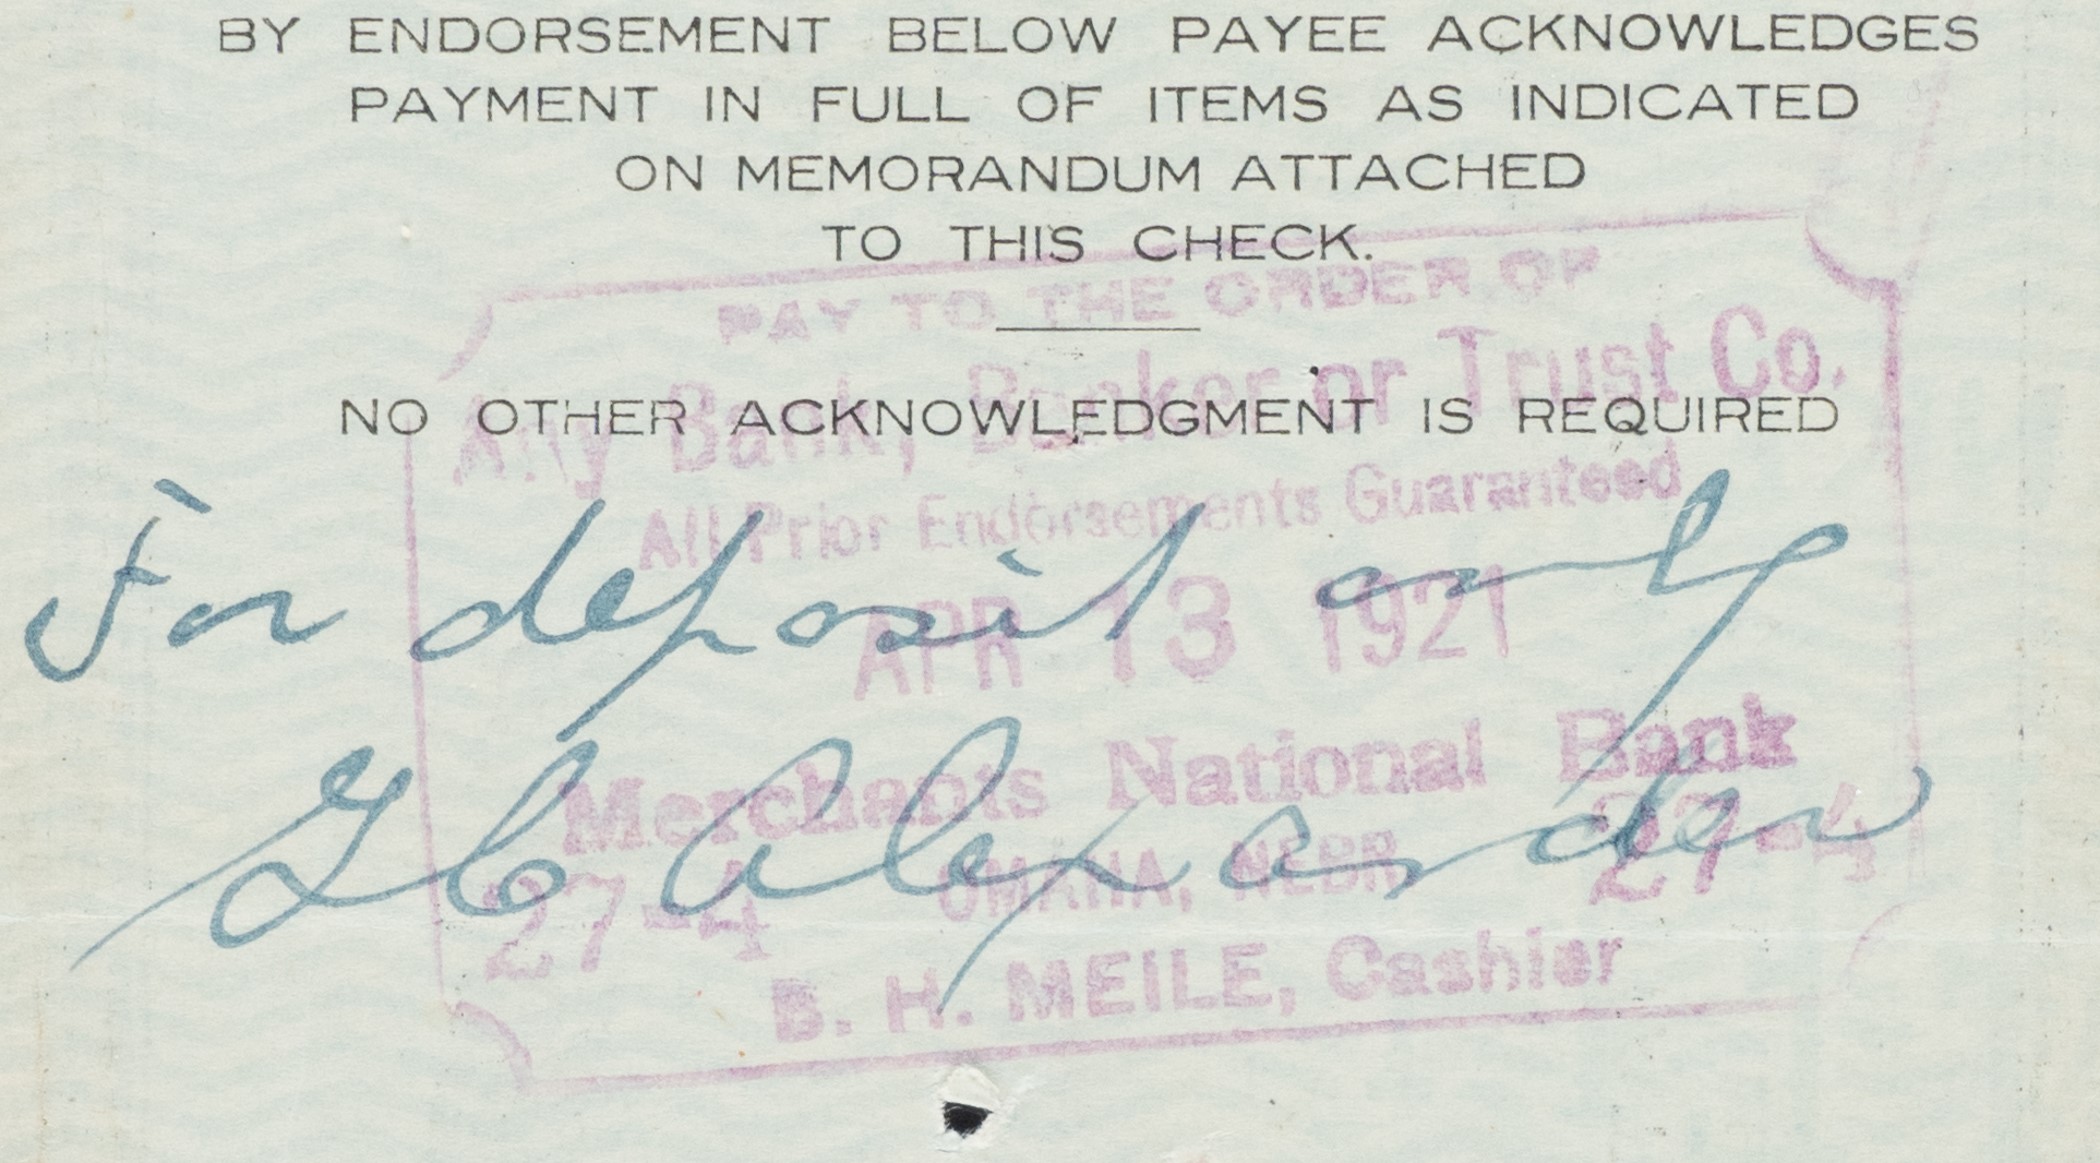 BY ENDORSEMENT BELOW PAYEE ACKNOWLEDGES
PAYMENT IN FULL OF ITEMS AS INDICATED
ON MEMORANDUM ATTACHED
TO THIS CHECK.
PAY TO THE ORDER OF
Any Bank, Banker or Trust Co.
NO OTHER ACKNOWLEDGMENT IS REQUIRED
All Prior Endorsements Guaranteed
For deposit only
APR 13 1921
Merchants National Bank
Alexander
27-4 OMAHA, NEBR 27-4
B. H. MEILE, Cashier